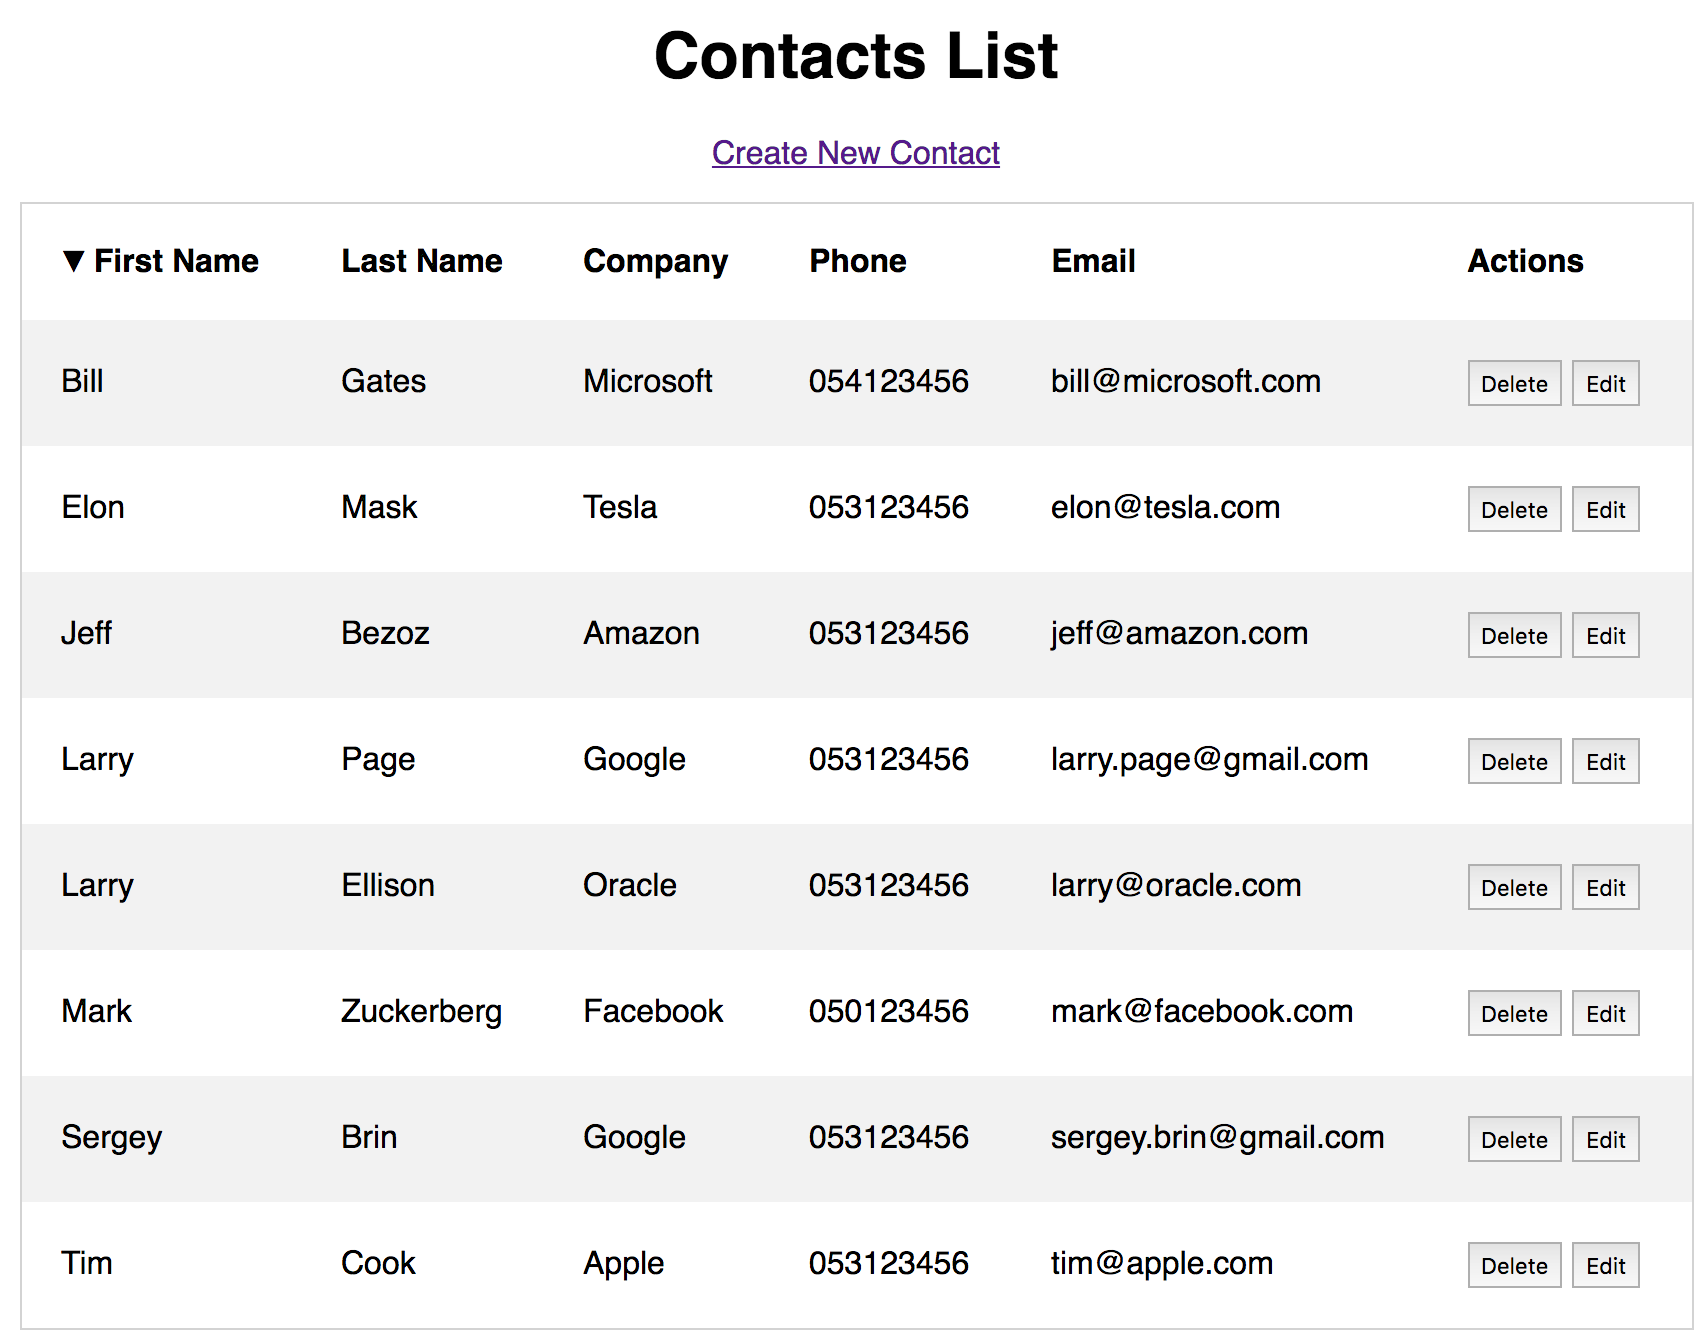 Contacts List
Create New Contact
▼ First Name Last Name Company Phone Email Actions
Bill Gates Microsoft 054123456 bill@microsoft.com Delete Edit
Elon Mask Tesla 053123456 elon@tesla.com Delete Edit
Jeff Bezoz Amazon 053123456 jeff@amazon.com Delete Edit
Larry Page Google 053123456 larry.page@gmail.com Delete Edit
Larry Ellison Oracle 053123456 larry@oracle.com Delete Edit
Mark Zuckerberg Facebook 050123456 mark@facebook.com Delete Edit
Sergey Brin Google 053123456 sergey.brin@gmail.com Delete Edit
Tim Cook Apple 053123456 tim@apple.com Delete Edit